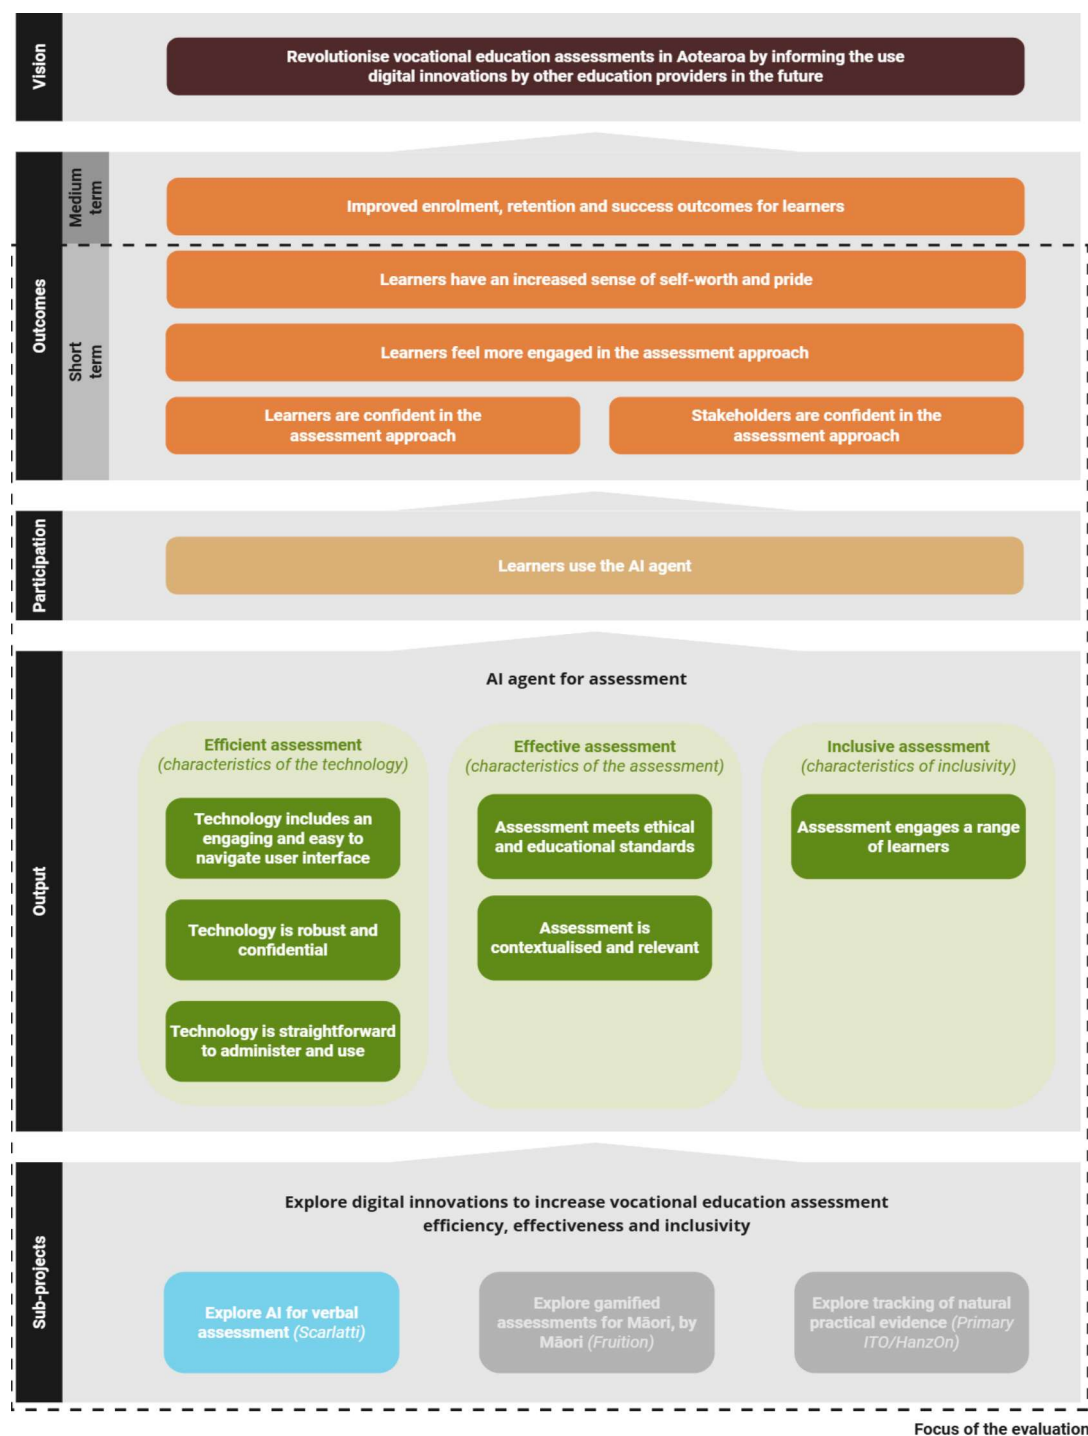 Vision
Revolutionise vocational education assessments in Aotearoa by informing the use
digital innovations by other education providers in the future
Outcomes
Medium
term
Improved enrolment, retention and success outcomes for learners
Short
term
Learners have an increased sense of self-worth and pride
Learners feel more engaged in the assessment approach
Learners are confident in the
assessment approach
Stakeholders are confident in the
assessment approach
Participation
Learners use the AI agent
Output
AI agent for assessment
Efficient assessment
(characteristics of the technology)
Technology includes an
engaging and easy to
navigate user interface
Technology is robust and
confidential
Technology is straightforward
to administer and use
Effective assessment
(characteristics of the assessment)
Assessment meets ethical
and educational standards
Assessment is
contextualised and relevant
Inclusive assessment
(characteristics of inclusivity)
Assessment engages a range
of learners
Sub-projects
Explore digital innovations to increase vocational education assessment
efficiency, effectiveness and inclusivity
Explore AI for verbal
assessment (Scarlatti)
Explore gamified
assessments for Māori, by
Māori (Fruition)
Explore tracking of natural
practical evidence (Primary
ITO/HanzOn)
Focus of the evaluation